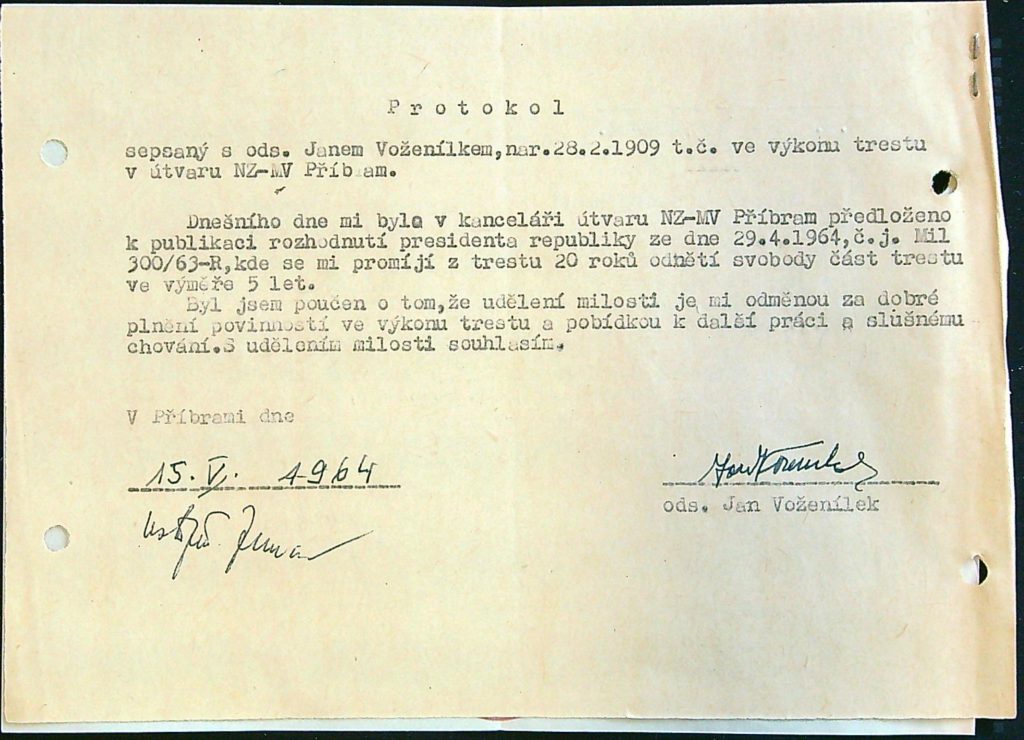 Protokol
sepsaný s ods. Janem Voženílkem,nar.28.2.1909 t.č. ve výkonu trestu
v útvaru NZ-MV Příbram.
Dnešního dne mi bylo v kanceláři útvaru NZ-MV Příbram předloženo
k publikaci rozhodnutí presidenta republiky ze dne 29.4.1964,č.j. Mil
300/63-R,kde se mi promíjí z trestu 20 roků odnětí svobody část trestu
ve výměře 5 let.
Byl jsem poučen o tom,že udělení milosti je mi odměnou za dobré
plnění povinností ve výkonu trestu a pobídkou k další práci a slušnému
chování.S udělením milosti souhlasím.
V Příbrami dne
15.V. 1964
ods. Jan Voženílek